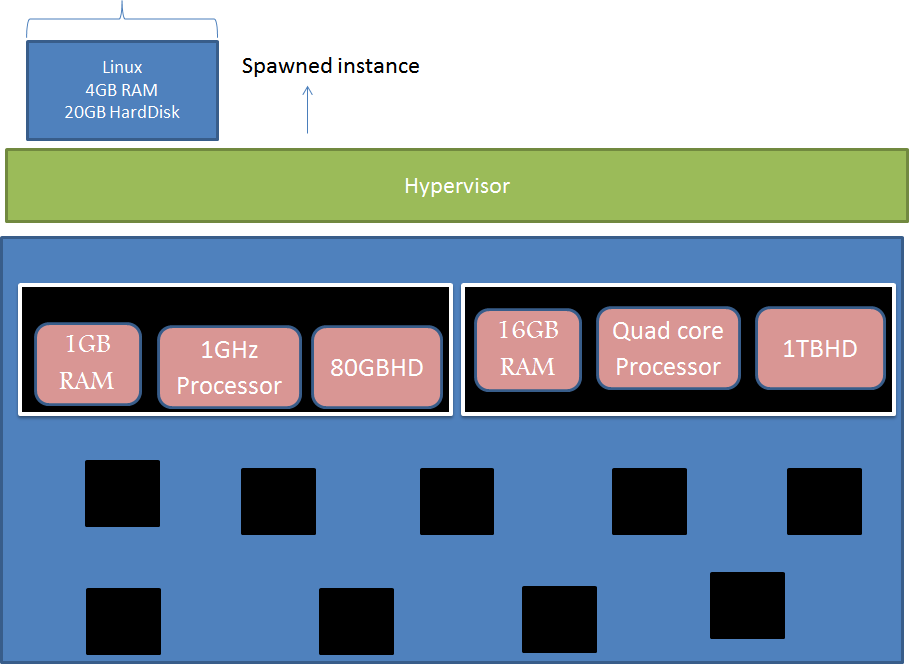 Linux
4GB RAM
20GB HardDisk
Spawned instance
Hypervisor
1GB
RAM
1GHz
Processor
80GBHD
16GB
RAM
Quad core
Processor
1TBHD